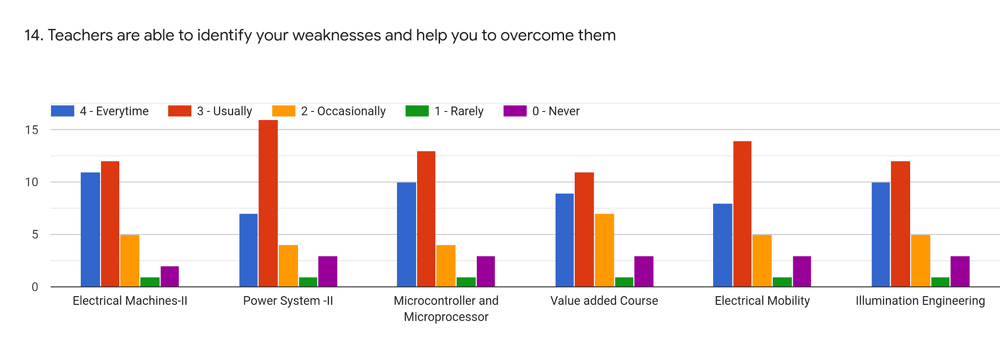 14. Teachers are able to identify your weaknesses and help you to overcome them
4 - Everytime 3 - Usually 2 - Occasionally 1 - Rarely 0 - Never
15
10
5
0
Electrical Machines-II Power System -II Microcontroller and Value added Course Electrical Mobility Illumination Engineering
Microprocessor